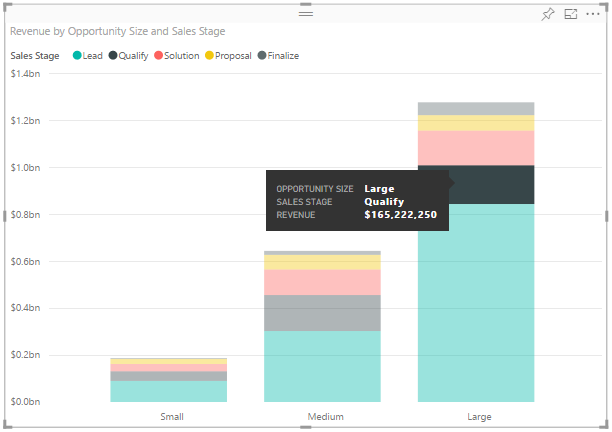 Revenue by Opportunity Size and Sales Stage
Sales Stage Lead Qualify Solution Proposal Finalize
$1.4bn
$1.2bn
$1.0bn
$0.8bn
$0.6bn
$0.4bn
$0.2bn
$0.0bn
OPPORTUNITY SIZE Large
SALES STAGE Qualify
REVENUE $165,222,250
Small Medium Large